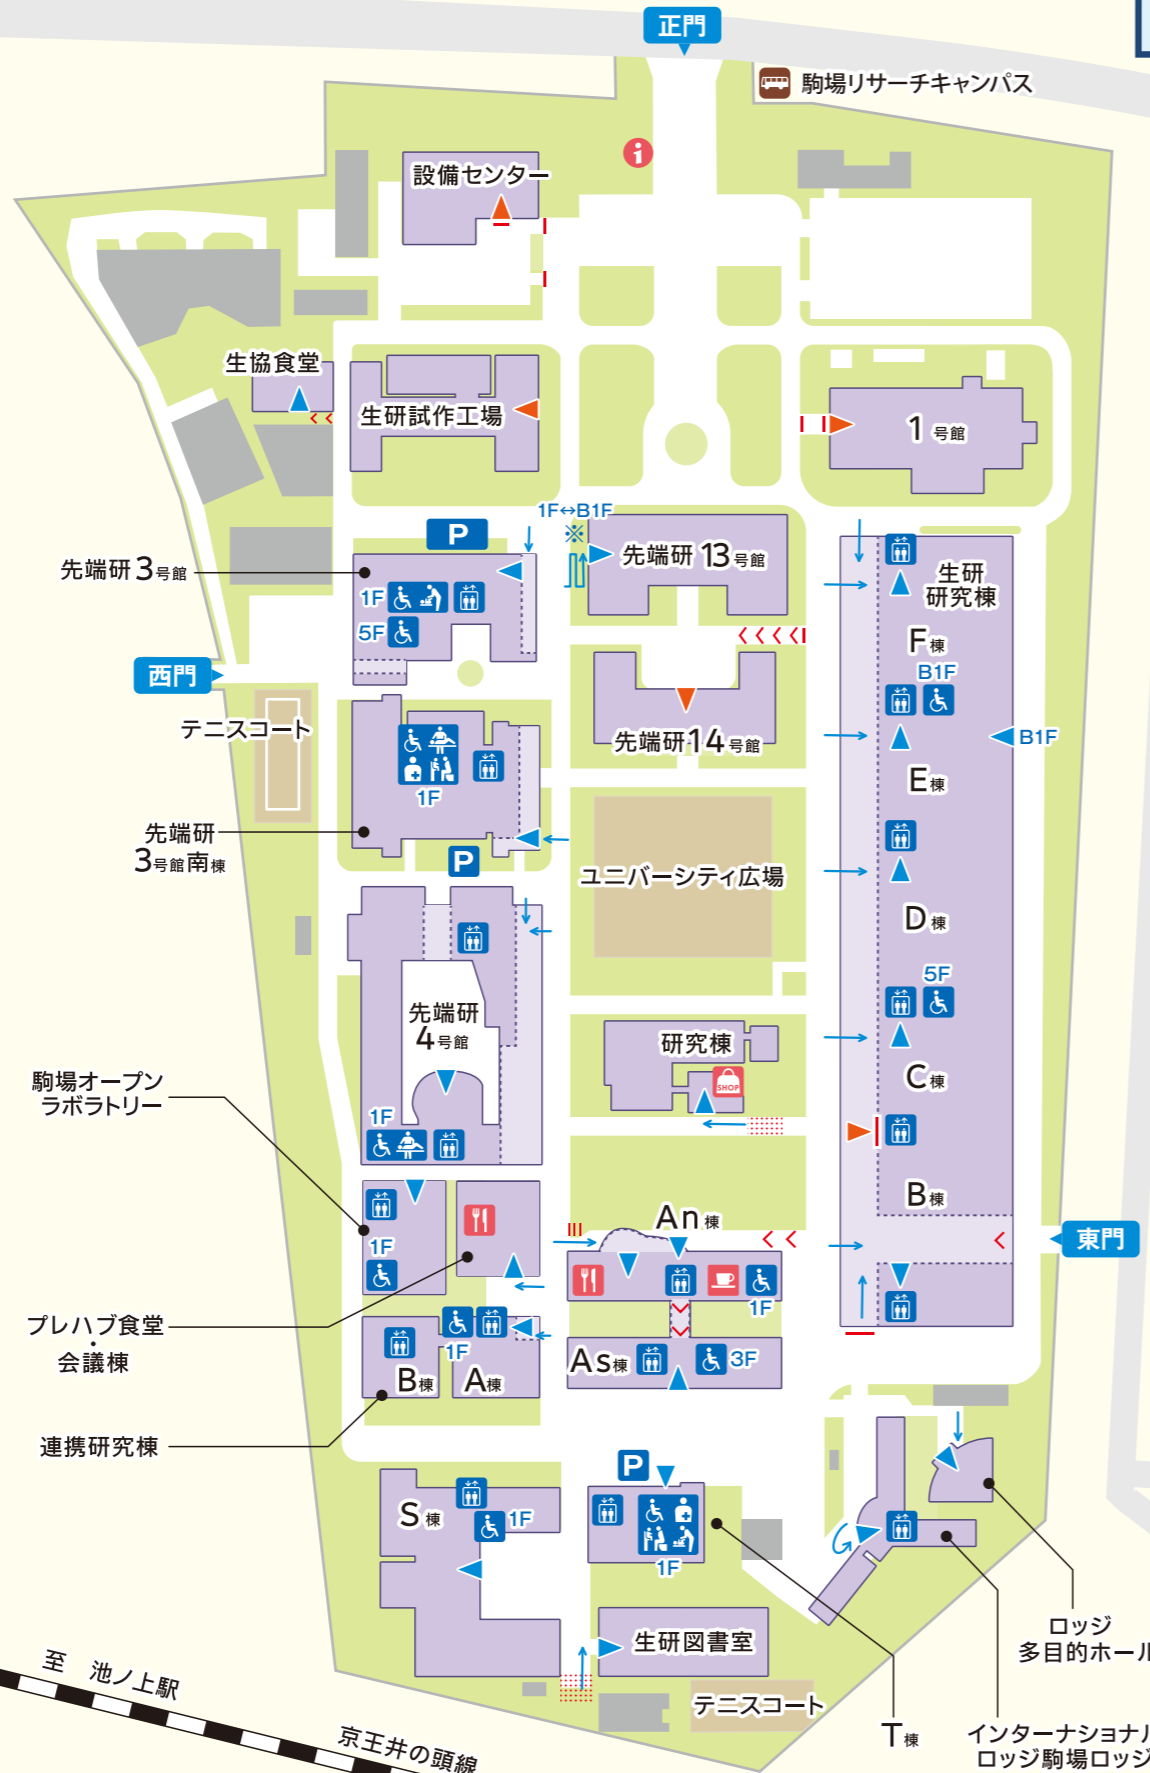 正門
駒場リサーチキャンパス
設備センター
生協食堂
生研試作工場
1号館
1F↔B1F
※
P
先端研13号館
先端研3号館
1F
5F
生研
研究棟
F棟
B1F
B1F
西門
テニスコート
先端研14号館
1F
E棟
先端研
3号館南棟
P
ユニバーシティ広場
D棟
5F
先端研
4号館
研究棟
SHOP
C棟
駒場オープン
ラボラトリー
1F
B棟
An棟
東門
1F
1F
プレハブ食堂
・
会議棟
1F
B棟
A棟
As棟
3F
連携研究棟
P
S棟
1F
1F
ロッジ
多目的ホール
生研図書室
至 池ノ上駅
テニスコート
T棟
インターナショナル
ロッジ駒場ロッジ
京王井の頭線